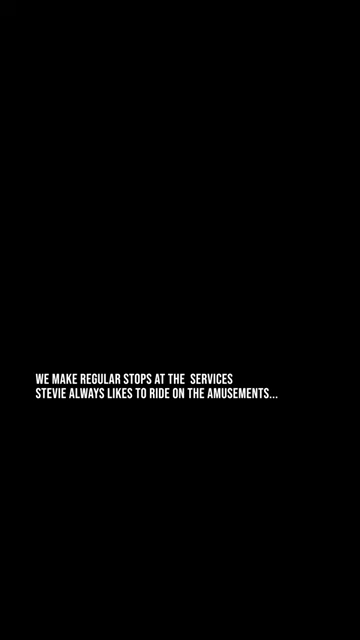 WE MAKE REGULAR STOPS AT THE  SERVICES
STEVIE ALWAYS LIKES TO RIDE ON THE AMUSEMENTS...